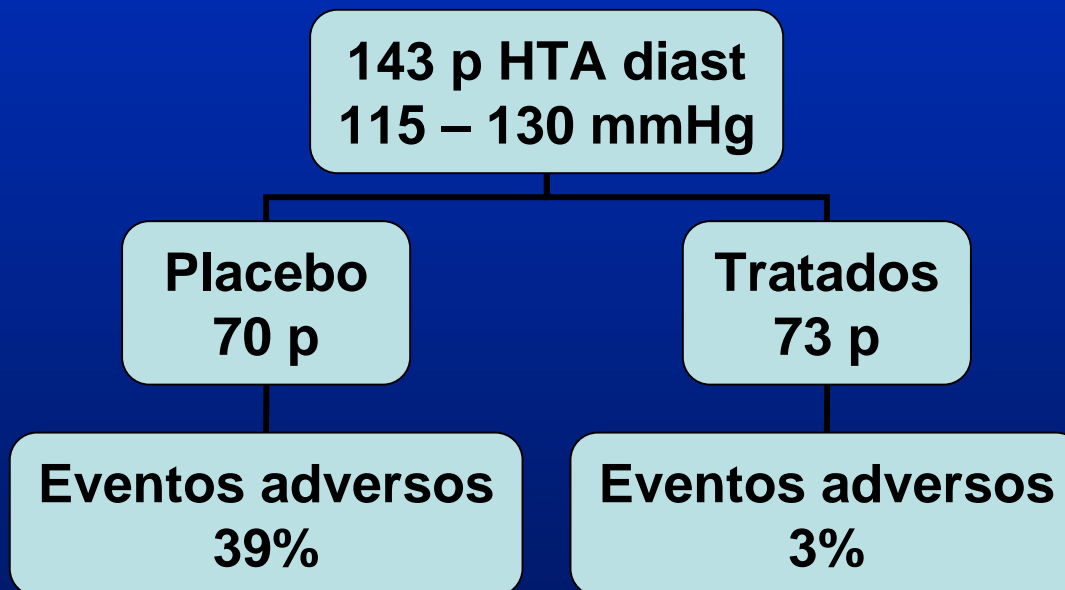 143 p HTA diast
115 – 130 mmHg
Placebo
70 p
Tratados
73 p
Eventos adversos
39%
Eventos adversos
3%